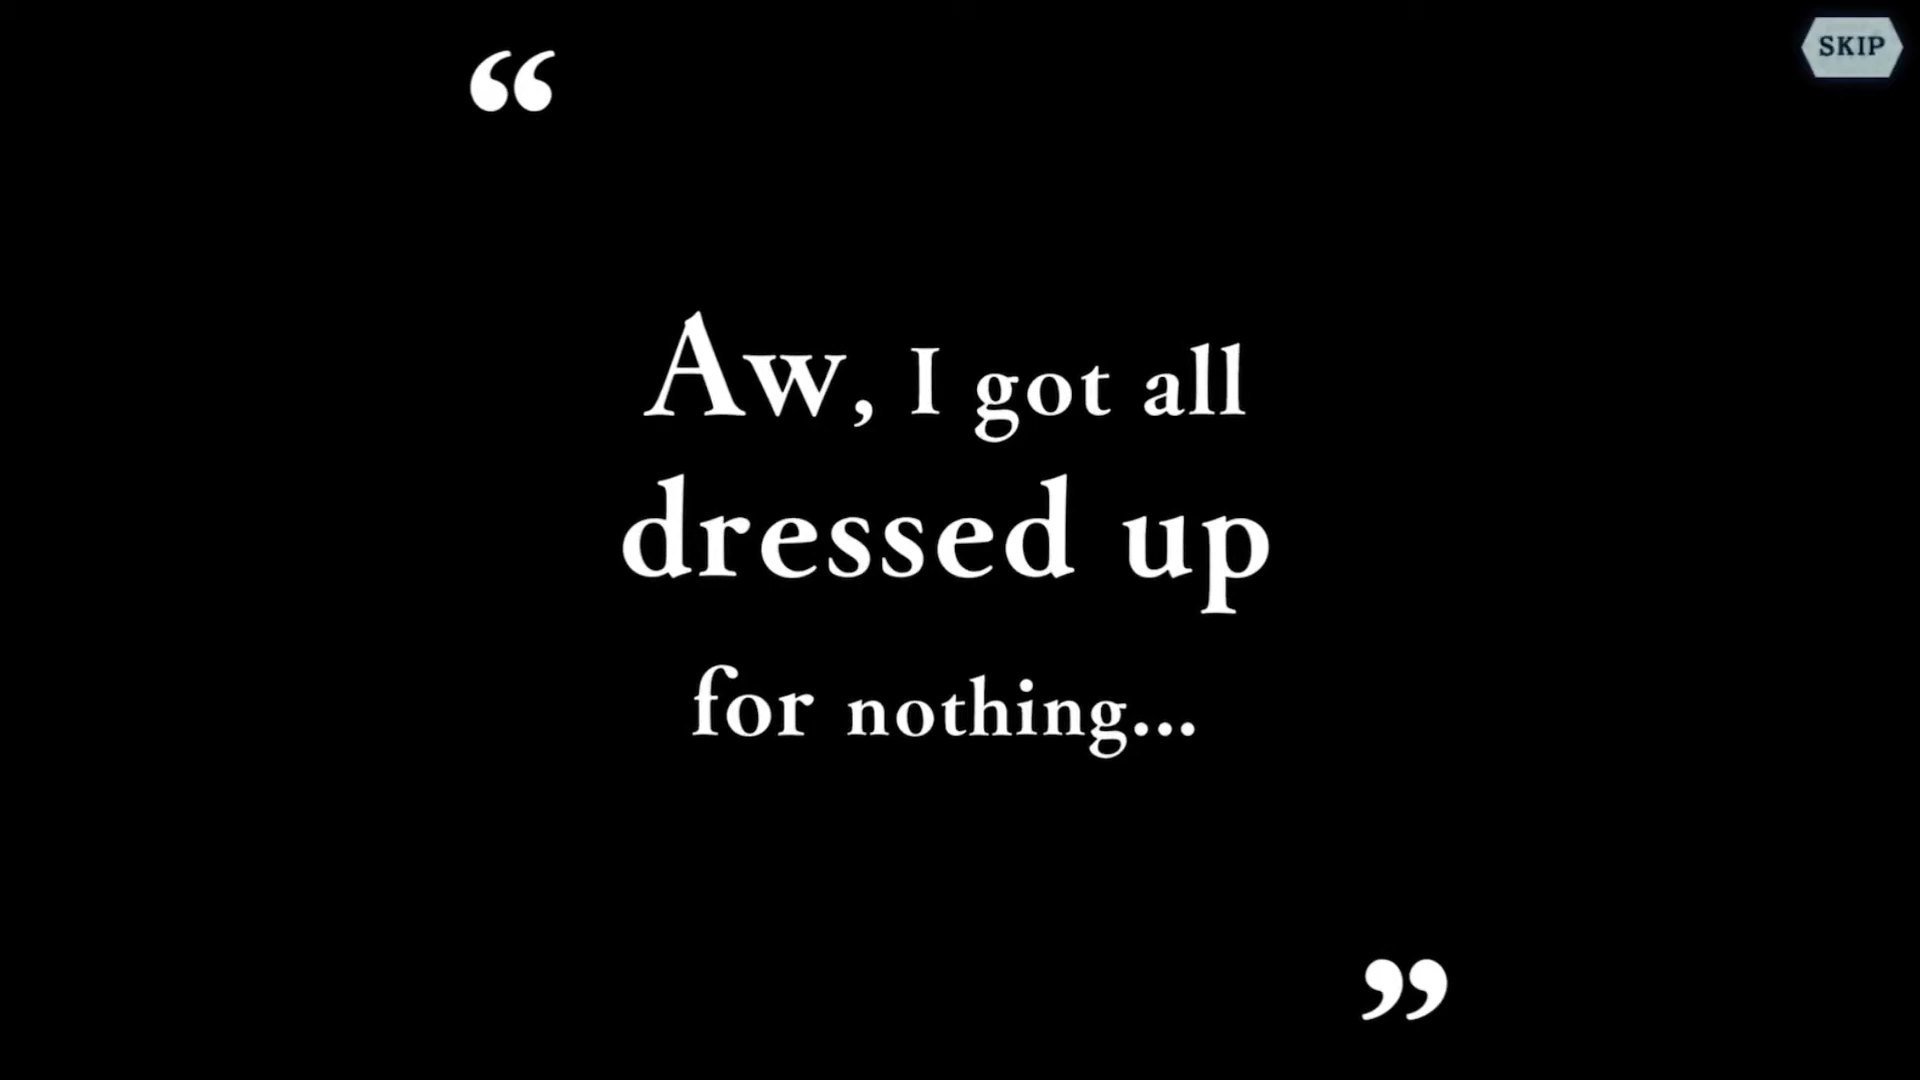 SKIP
“
Aw, I got all
dressed up
for nothing...
”